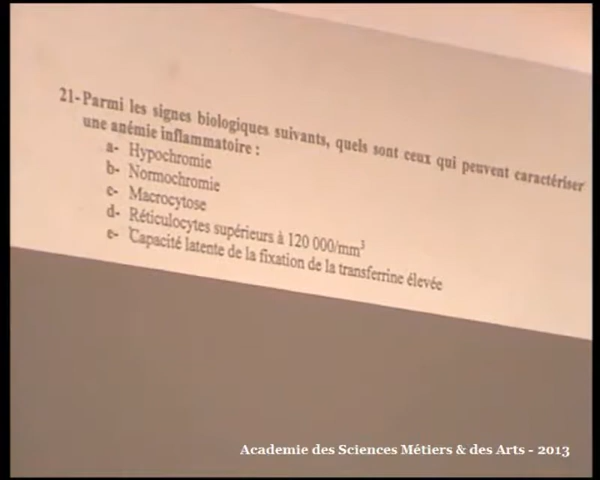 21- Parmi les signes biologiques suivants, quels sont ceux qui peuvent caractériser
une anémie inflammatoire :
a- Hypochromie
b- Normochromie
c- Macrocytose
d- Réticulocytes supérieurs à 120 000/mm³
e- Capacité latente de la fixation de la transferrine élevée
Academie des Sciences Métiers & des Arts - 2013